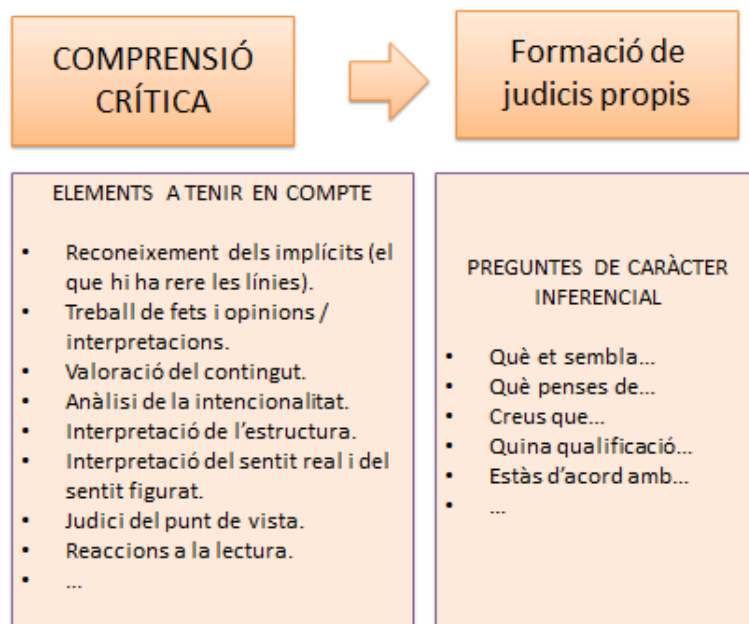 COMPRENSIÓ
CRÍTICA
Formació de
judicis propis
ELEMENTS A TENIR EN COMPTE
• Reconeixement dels implícits (el
que hi ha rere les línies).
• Treball de fets i opinions /
interpretacions.
• Valoració del contingut.
• Anàlisi de la intencionalitat.
• Interpretació de l'estructura.
• Interpretació del sentit real i del
sentit figurat.
• Judici del punt de vista.
• Reaccions a la lectura.
• ...
PREGUNTES DE CARÀCTER
INFERENCIAL
• Què et sembla...
• Què penses de...
• Creus que...
• Quina qualificació...
• Estàs d'acord amb...
• ...